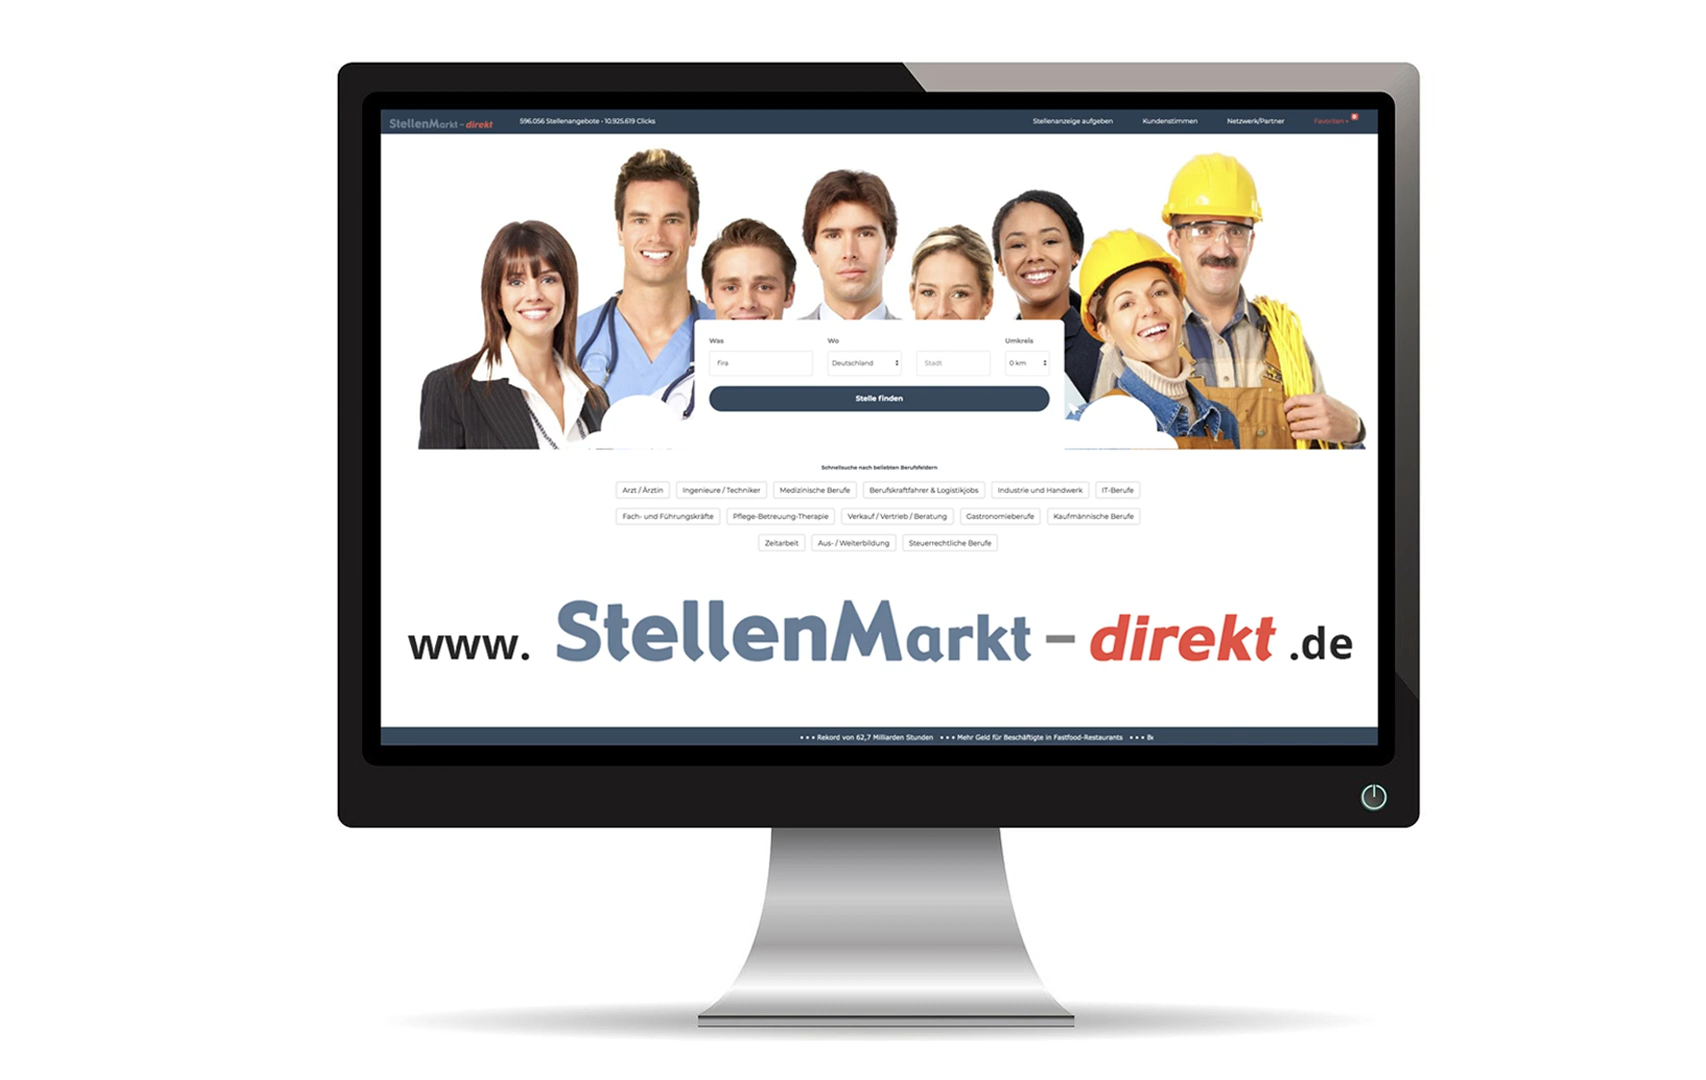 StellenMarkt - direkt 596.056 Stellenangebote - 10.925.619 Clicks Stellenanzeige aufgeben Kundenstimmen Netzwerk/Partner Favoriten
Was Wo Umkreis
fira Deutschland Stadt 0 km
Stelle finden
Schnellsuche nach beliebten Berufsfeldern
Arzt / Ärztin Ingenieure / Techniker Medizinische Berufe Berufskraftfahrer & Logistikjobs Industrie und Handwerk IT-Berufe
Fach- und Führungskräfte Pflege-Betreuung-Therapie Verkauf / Vertrieb / Beratung Gastronomieberufe Kaufmännische Berufe
Zeitarbeit Aus- / Weiterbildung Steuerrechtliche Berufe
www. StellenMarkt - direkt .de
• • • Rekord von 62,7 Milliarden Stunden • • • Mehr Geld für Beschäftigte in Fastfood-Restaurants • • •